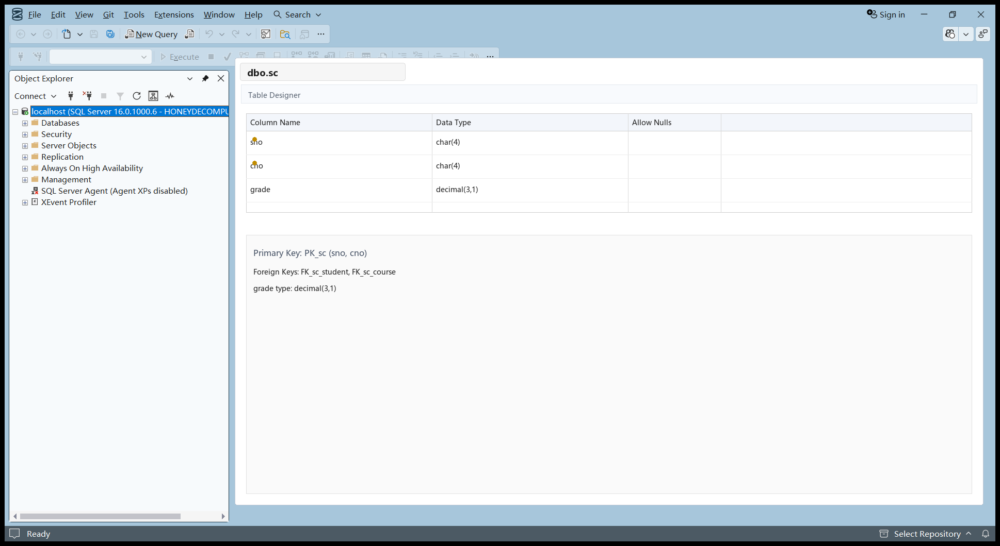 File Edit View Git Tools Extensions Window Help Search Sign in
New Query
Execute
Object Explorer
Connect
localhost (SQL Server 16.0.1000.6 - HONEYDECOMPU
Databases
Security
Server Objects
Replication
Always On High Availability
Management
SQL Server Agent (Agent XPs disabled)
XEvent Profiler
dbo.sc
Table Designer
Column Name Data Type Allow Nulls
sno char(4)
cno char(4)
grade decimal(3,1)
Primary Key: PK_sc (sno, cno)
Foreign Keys: FK_sc_student, FK_sc_course
grade type: decimal(3,1)
Ready Select Repository